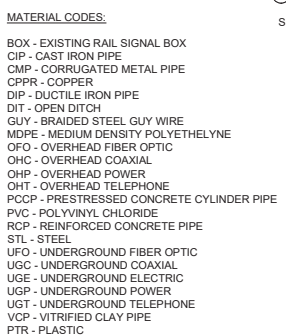 MATERIAL CODES:
S
BOX - EXISTING RAIL SIGNAL BOX
CIP - CAST IRON PIPE
CMP - CORRUGATED METAL PIPE
CPPR - COPPER
DIP - DUCTILE IRON PIPE
DIT - OPEN DITCH
GUY - BRAIDED STEEL GUY WIRE
MDPE - MEDIUM DENSITY POLYETHELYNE
OFO - OVERHEAD FIBER OPTIC
OHC - OVERHEAD COAXIAL
OHP - OVERHEAD POWER
OHT - OVERHEAD TELEPHONE
PCCP - PRESTRESSED CONCRETE CYLINDER PIPE
PVC - POLYVINYL CHLORIDE
RCP - REINFORCED CONCRETE PIPE
STL - STEEL
UFO - UNDERGROUND FIBER OPTIC
UGC - UNDERGROUND COAXIAL
UGE - UNDERGROUND ELECTRIC
UGP - UNDERGROUND POWER
UGT - UNDERGROUND TELEPHONE
VCP - VITRIFIED CLAY PIPE
PTR - PLASTIC